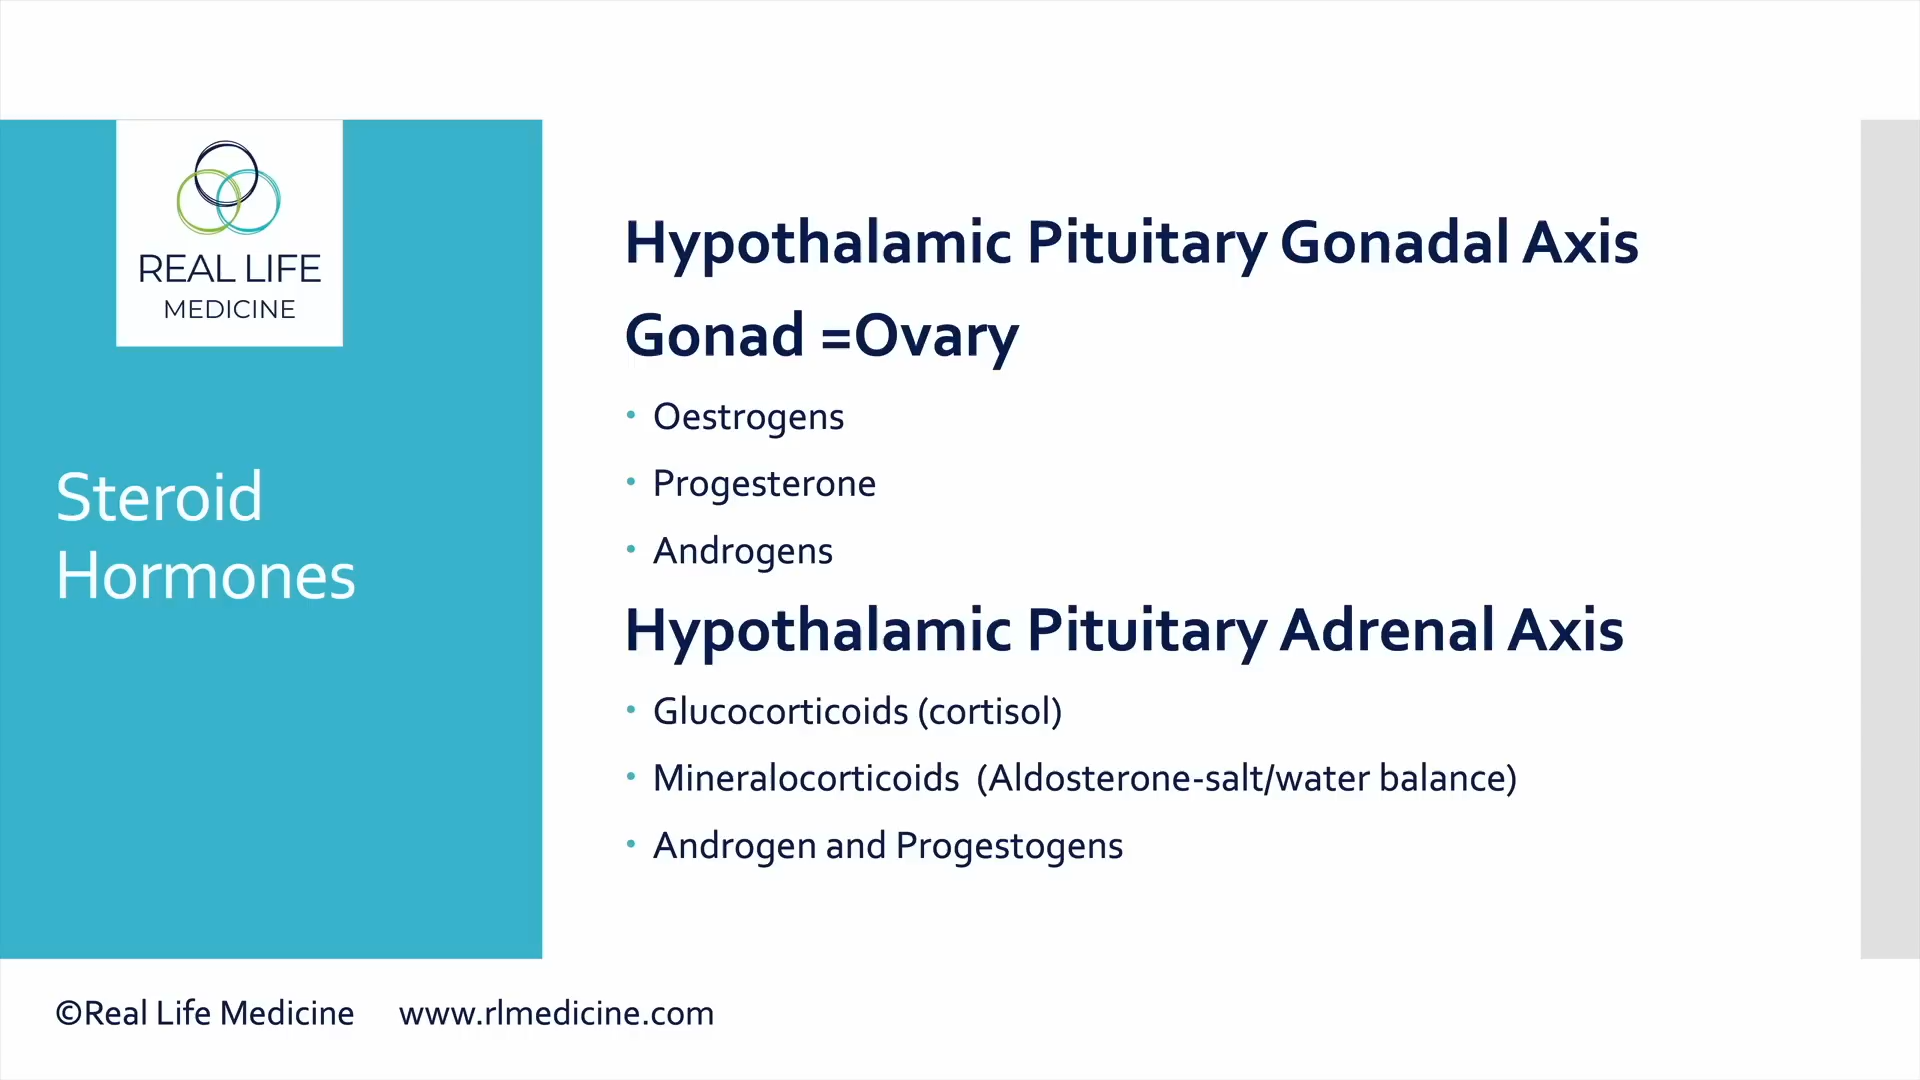 REAL LIFE
MEDICINE
Steroid
Hormones
Hypothalamic Pituitary Gonadal Axis
Gonad =Ovary
• Oestrogens
• Progesterone
• Androgens
Hypothalamic Pituitary Adrenal Axis
• Glucocorticoids (cortisol)
• Mineralocorticoids (Aldosterone-salt/water balance)
• Androgen and Progestogens
©Real Life Medicine www.rlmedicine.com